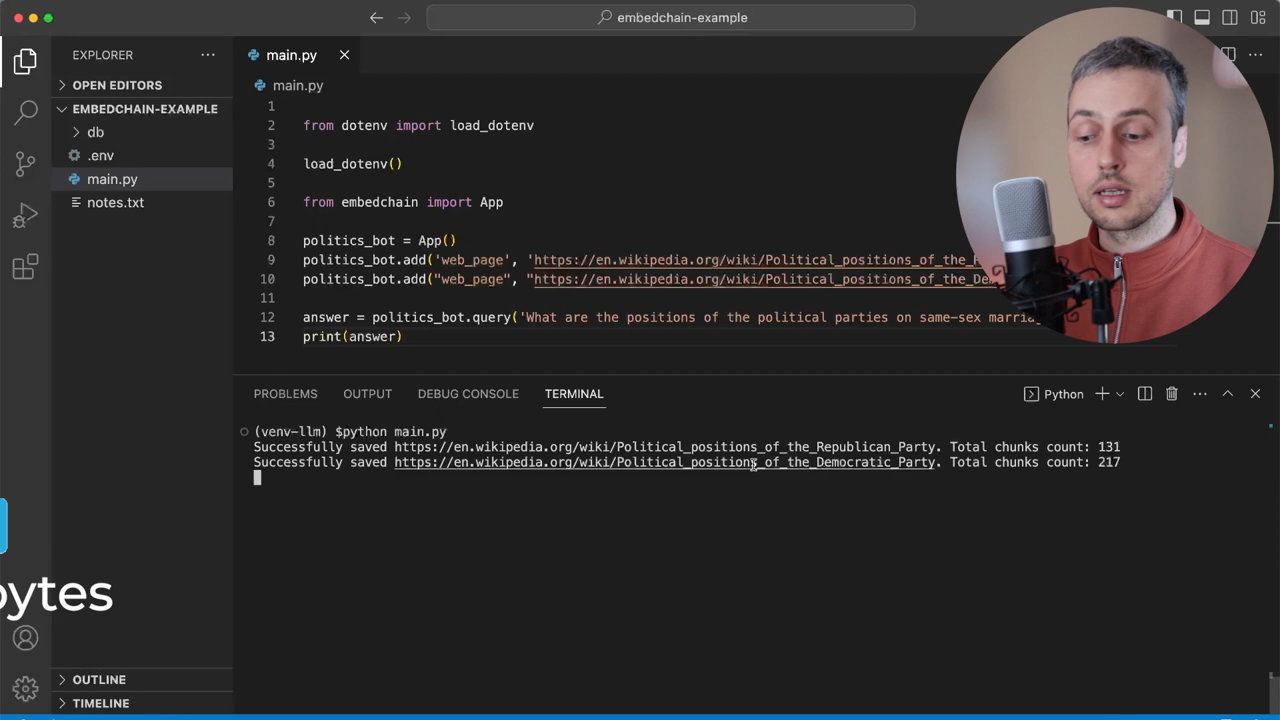 embedchain-example
EXPLORER
main.py
OPEN EDITORS
main.py
EMBEDCHAIN-EXAMPLE
db
.env
main.py
notes.txt
1
2 from dotenv import load_dotenv
3
4 load_dotenv()
5
6 from embedchain import App
7
8 politics_bot = App()
9 politics_bot.add('web_page', 'https://en.wikipedia.org/wiki/Political_positions_of_the_
10 politics_bot.add("web_page", "https://en.wikipedia.org/wiki/Political_positions_of_the_De
11
12 answer = politics_bot.query('What are the positions of the political parties on same-sex marria
13 print(answer)
PROBLEMS OUTPUT DEBUG CONSOLE TERMINAL Python
(venv-llm) $python main.py
Successfully saved https://en.wikipedia.org/wiki/Political_positions_of_the_Republican_Party. Total chunks count: 131
Successfully saved https://en.wikipedia.org/wiki/Political_positions_of_the_Democratic_Party. Total chunks count: 217
bytes
OUTLINE
TIMELINE